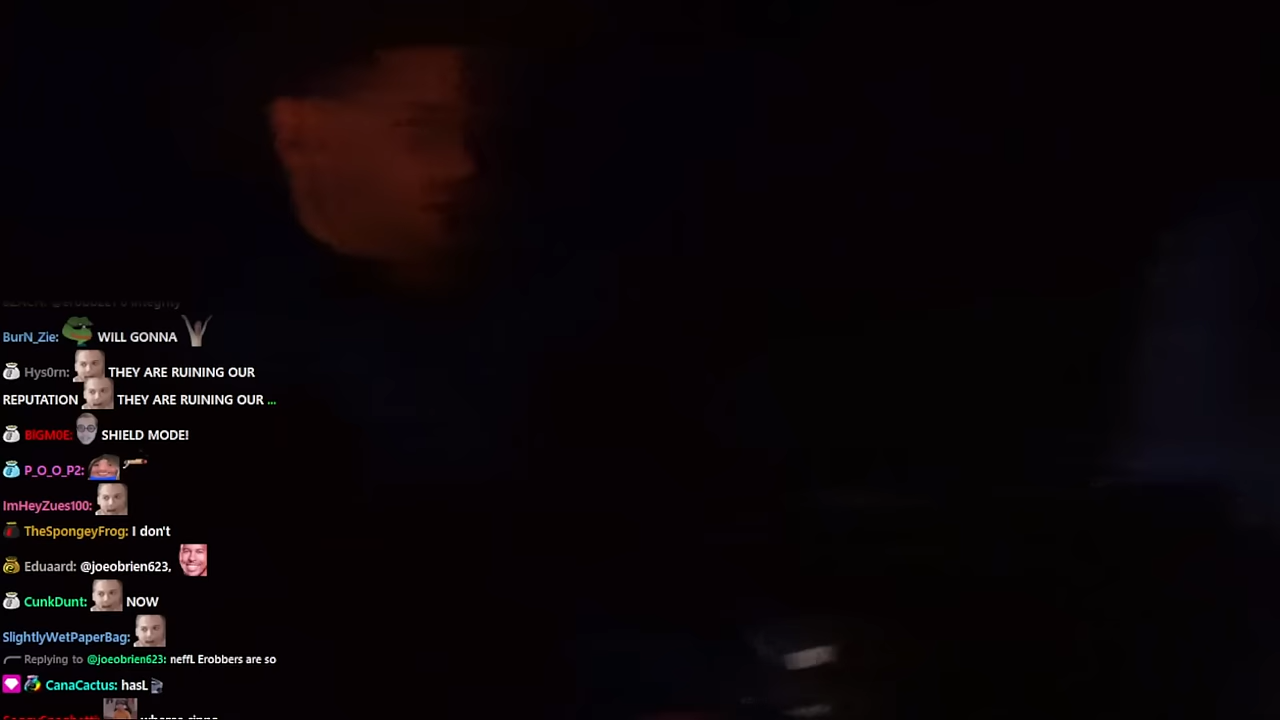 BurN_Zie: WILL GONNA
Hys0rn: THEY ARE RUINING OUR
REPUTATION THEY ARE RUINING OUR ...
BIGM0E: SHIELD MODE!
P_O_O_P2:
ImHeyZues100:
TheSpongeyFrog: I don't
Eduaard: @joeobrien623,
CunkDunt: NOW
SlightlyWetPaperBag:
Replying to @joeobrien623: neffL Erobbers are so
CanaCactus: hasL